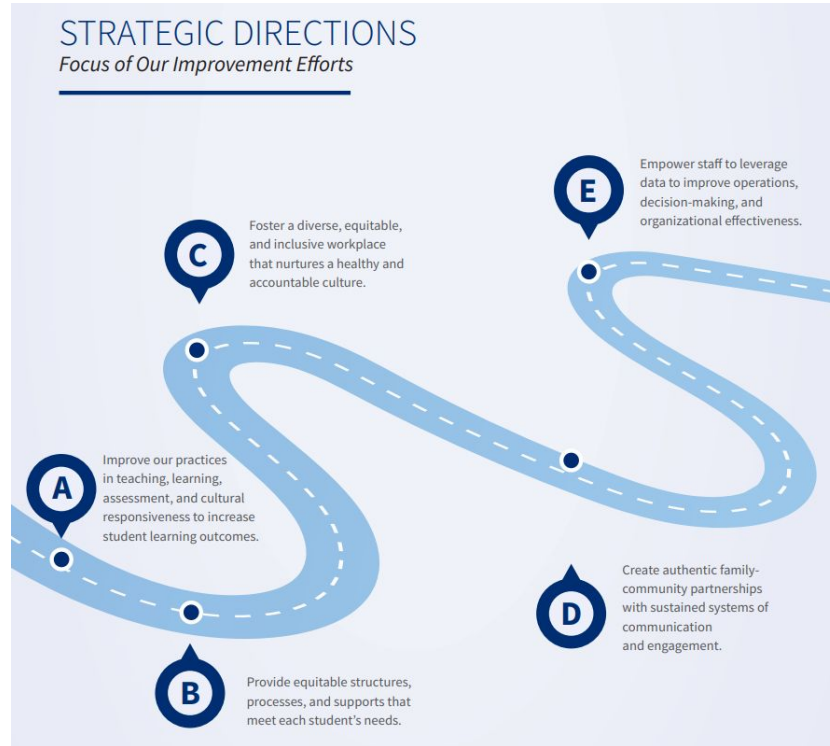 STRATEGIC DIRECTIONS
Focus of Our Improvement Efforts
A
Improve our practices
in teaching, learning,
assessment, and cultural
responsiveness to increase
student learning outcomes.
B
Provide equitable structures,
processes, and supports that
meet each student's needs.
C
Foster a diverse, equitable,
and inclusive workplace
that nurtures a healthy and
accountable culture.
D
Create authentic family-
community partnerships
with sustained systems of
communication
and engagement.
E
Empower staff to leverage
data to improve operations,
decision-making, and
organizational effectiveness.